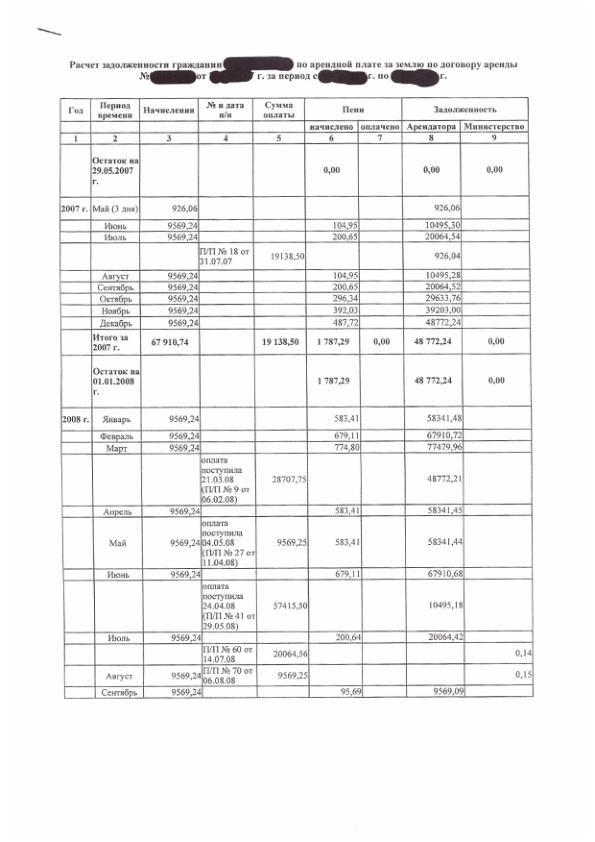 Расчет задолженности гражданин по арендной плате за землю по договору аренды
№ от г. за период с г. по г.
Год Период времени Начисления № и дата п/п Сумма оплаты Пени Задолженность
начислено оплачено Арендатора Министерство
1 2 3 4 5 6 7 8 9
Остаток на 29.05.2007 г. 0,00 0,00 0,00
2007 г. Май (3 дня) 926,06 926,06
Июнь 9569,24 104,95 10495,30
Июль 9569,24 200,65 20064,54
П/П № 18 от 31.07.07 19138,50 926,04
Август 9569,24 104,95 10495,28
Сентябрь 9569,24 200,65 20064,52
Октябрь 9569,24 296,34 29633,76
Ноябрь 9569,24 392,03 39203,00
Декабрь 9569,24 487,72 48772,24
Итого за 2007 г. 67 910,74 19 138,50 1 787,29 0,00 48 772,24 0,00
Остаток на 01.01.2008 г. 1 787,29 48 772,24 0,00
2008 г. Январь 9569,24 583,41 58341,48
Февраль 9569,24 679,11 67910,72
Март 9569,24 774,80 77479,96
оплата поступила 21.03.08 (П/П № 9 от 06.02.08) 28707,75 48772,21
Апрель 9569,24 583,41 58341,45
Май 9569,24 оплата поступила 04.05.08 (П/П № 27 от 11.04.08) 9569,25 583,41 58341,44
Июнь 9569,24 679,11 67910,68
оплата поступила 24.04.08 (П/П № 41 от 29.05.08) 57415,50 10495,18
Июль 9569,24 200,64 20064,42
П/П № 60 от 14.07.08 20064,56 0,14
Август 9569,24 П/П № 70 от 06.08.08 9569,25 0,15
Сентябрь 9569,24 95,69 9569,09